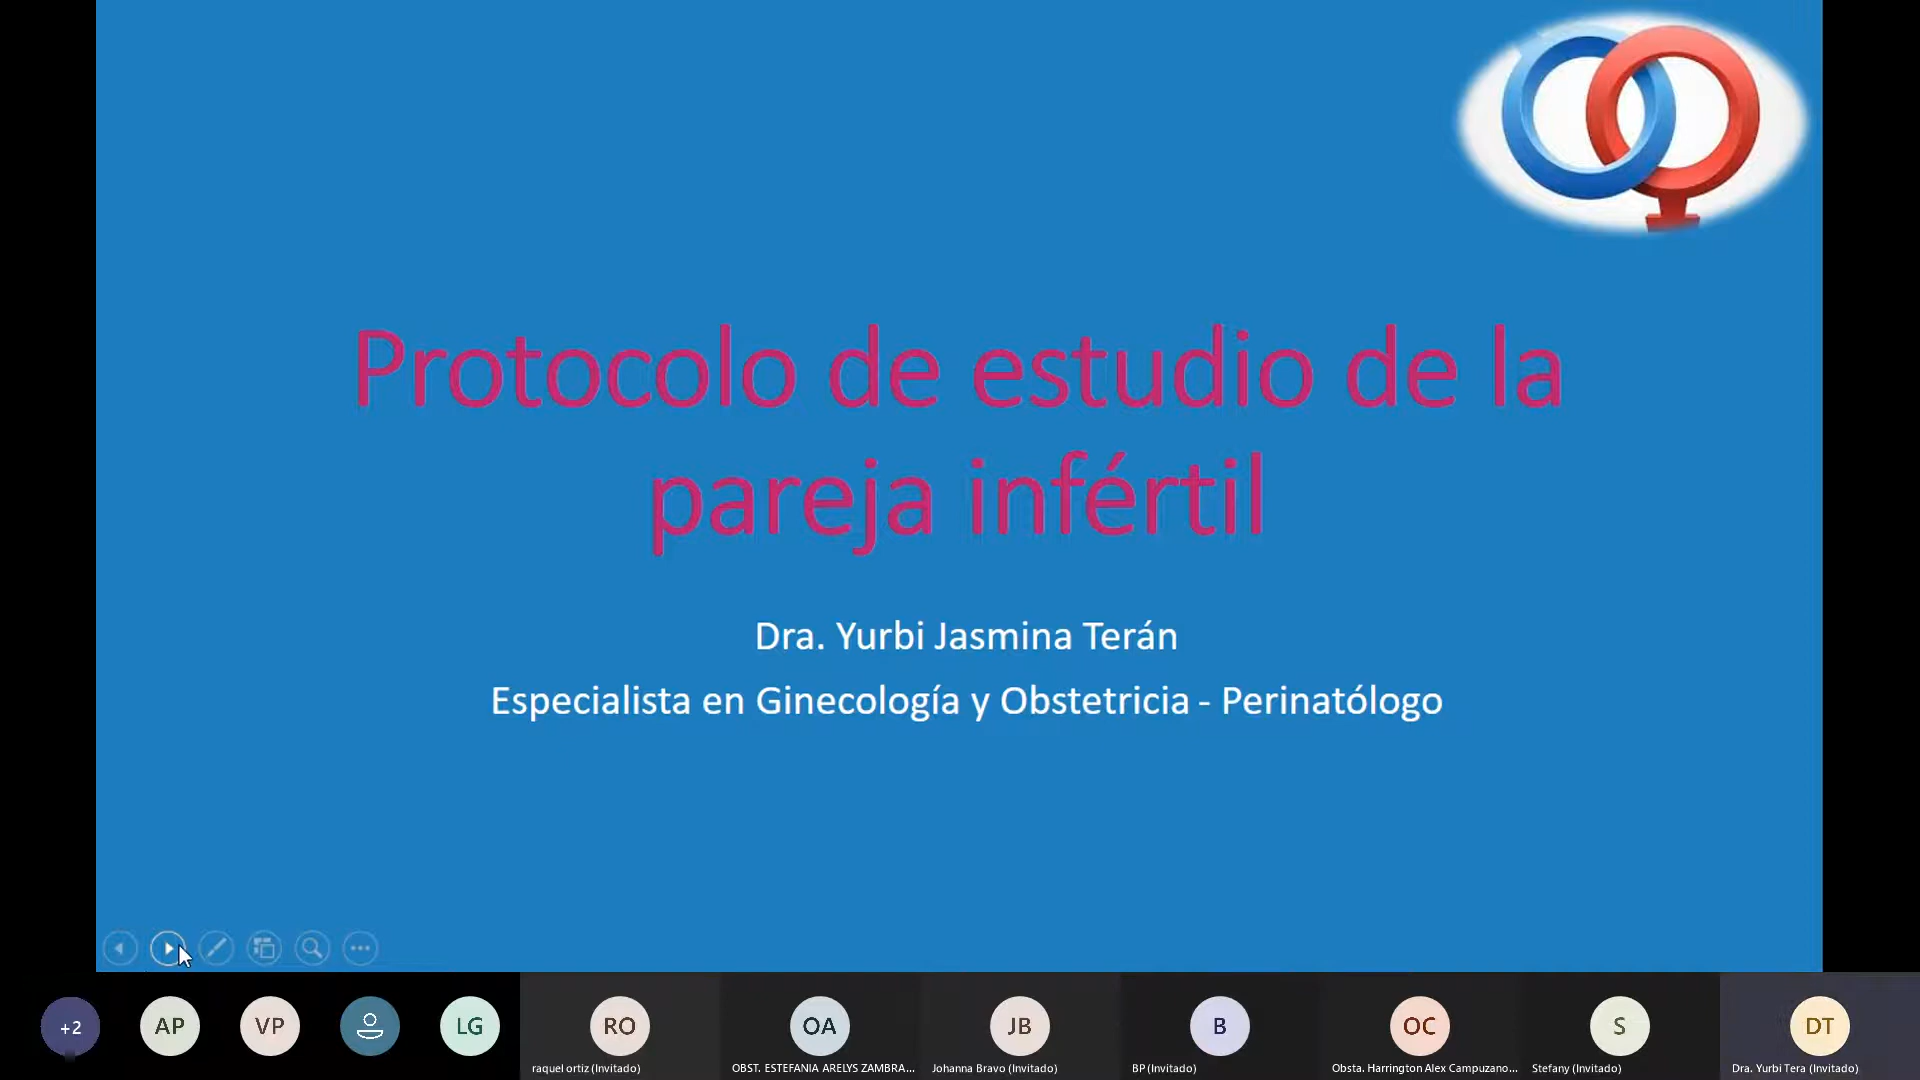 Protocolo de estudio de la
pareja infértil
Dra. Yurbi Jasmina Terán
Especialista en Ginecología y Obstetricia - Perinatólogo
+2
AP
VP
LG
RO
OA
JB
B
OC
S
DT
raquel ortiz (Invitado)
OBST. ESTEFANIA ARELYS ZAMBRA...
Johanna Bravo (Invitado)
BP (Invitado)
Obsta. Harrington Alex Campuzano...
Stefany (Invitado)
Dra. Yurbi Tera (Invitado)